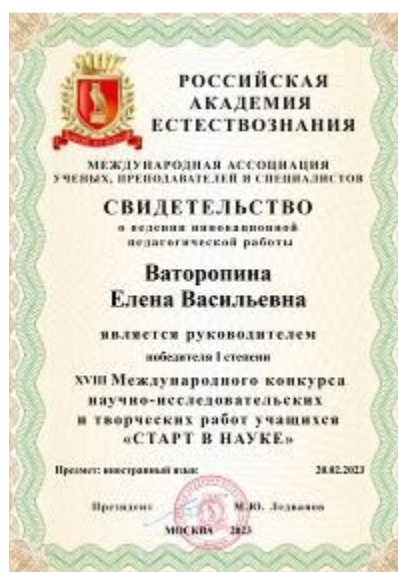 РОССИЙСКАЯ
АКАДЕМИЯ
ЕСТЕСТВОЗНАНИЯ
МЕЖДУНАРОДНАЯ АССОЦИАЦИЯ
УЧЕНЫХ, ПРЕПОДАВАТЕЛЕЙ И СПЕЦИАЛИСТОВ
СВИДЕТЕЛЬСТВО
о ведении инновационной
педагогической работы
Ваторопина
Елена Васильевна
является руководителем
победителя I степени
XVIII Международного конкурса
научно-исследовательских
и творческих работ учащихся
«СТАРТ В НАУКЕ»
Предмет: иностранный язык 28.02.2023
Президент М.Ю. Ледванов
МОСКВА 2023